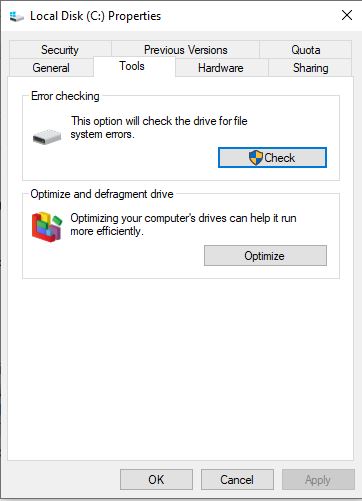 Local Disk (C:) Properties
Security Previous Versions Quota
General Tools Hardware Sharing
Error checking
This option will check the drive for file
system errors.
Check
Optimize and defragment drive
Optimizing your computer's drives can help it run
more efficiently.
Optimize
OK Cancel Apply